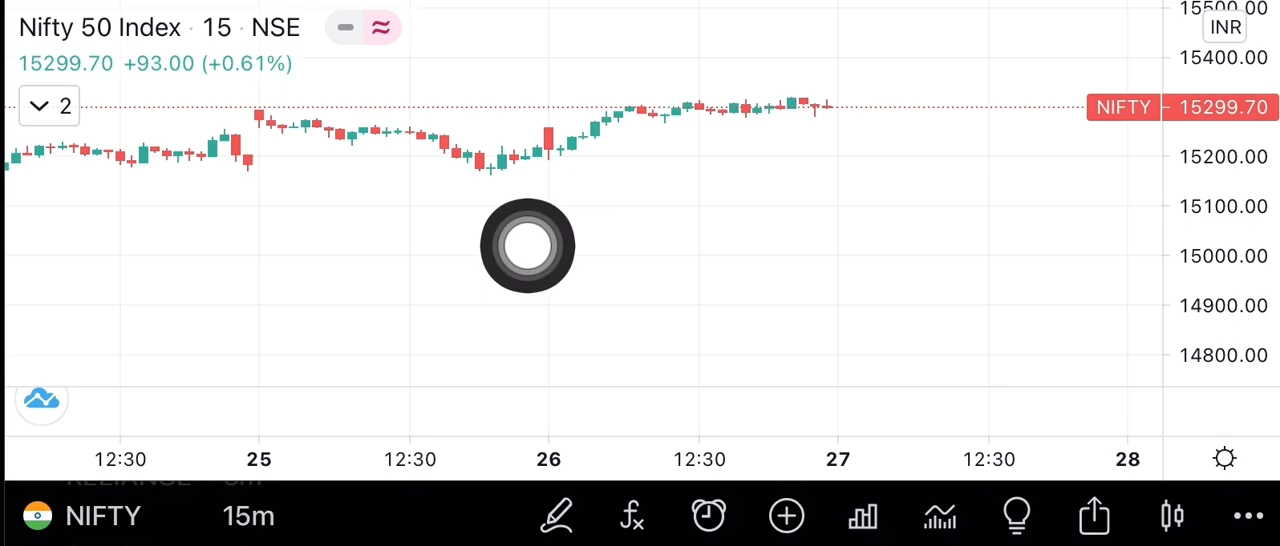 Nifty 50 Index · 15 · NSE
15299.70 +93.00 (+0.61%)
2
15500.00
INR
15400.00
NIFTY 15299.70
15200.00
15100.00
15000.00
14900.00
14800.00
12:30 25 12:30 26 12:30 27 12:30 28
NIFTY 15m